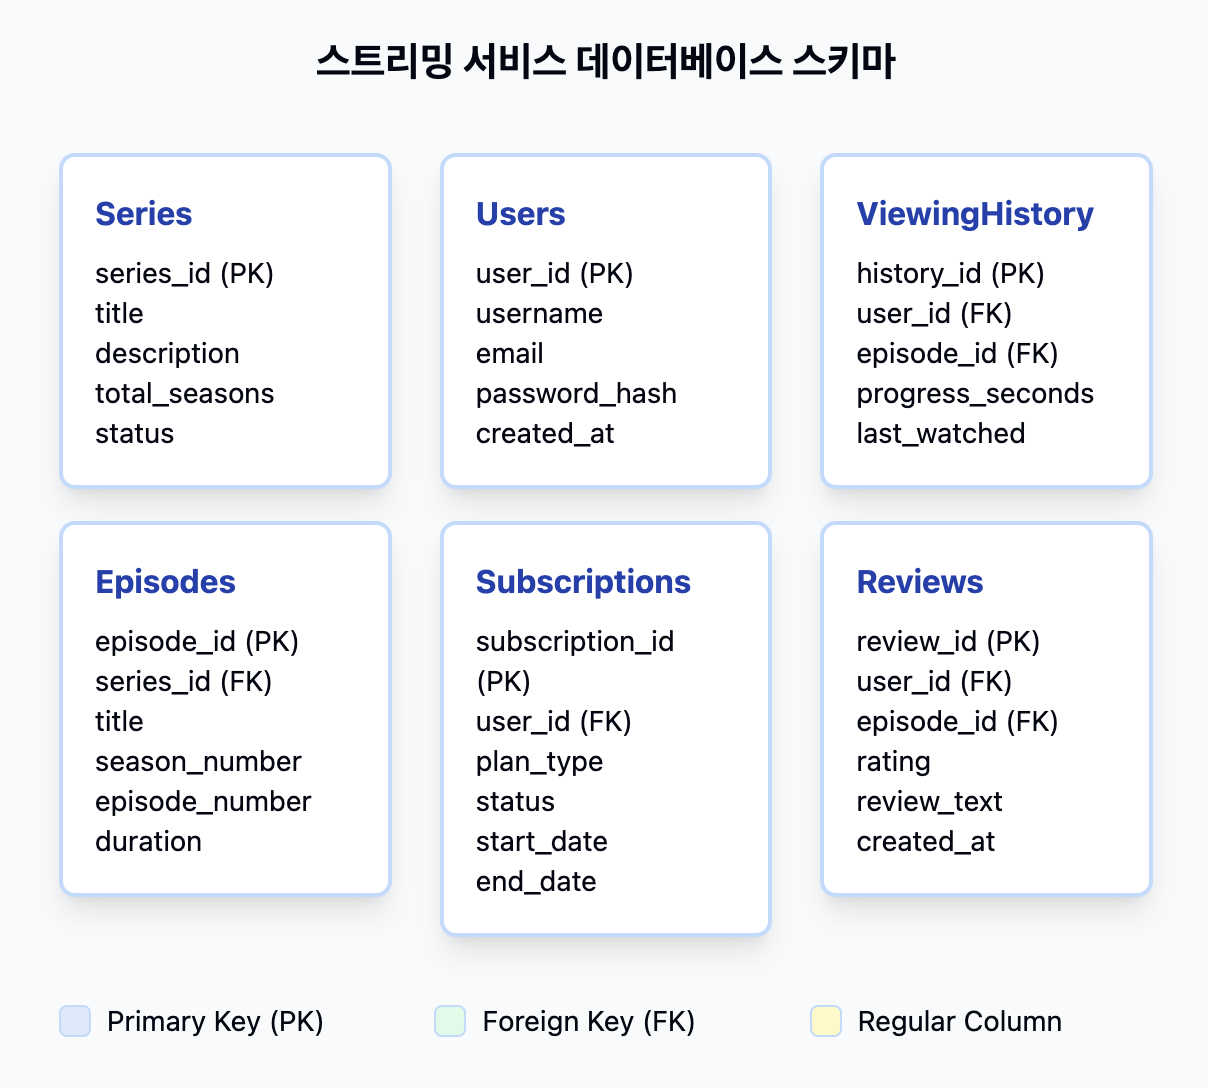 스트리밍 서비스 데이터베이스 스키마
Series
series_id (PK)
title
description
total_seasons
status
Users
user_id (PK)
username
email
password_hash
created_at
ViewingHistory
history_id (PK)
user_id (FK)
episode_id (FK)
progress_seconds
last_watched
Episodes
episode_id (PK)
series_id (FK)
title
season_number
episode_number
duration
Subscriptions
subscription_id
(PK)
user_id (FK)
plan_type
status
start_date
end_date
Reviews
review_id (PK)
user_id (FK)
episode_id (FK)
rating
review_text
created_at
Primary Key (PK)
Foreign Key (FK)
Regular Column